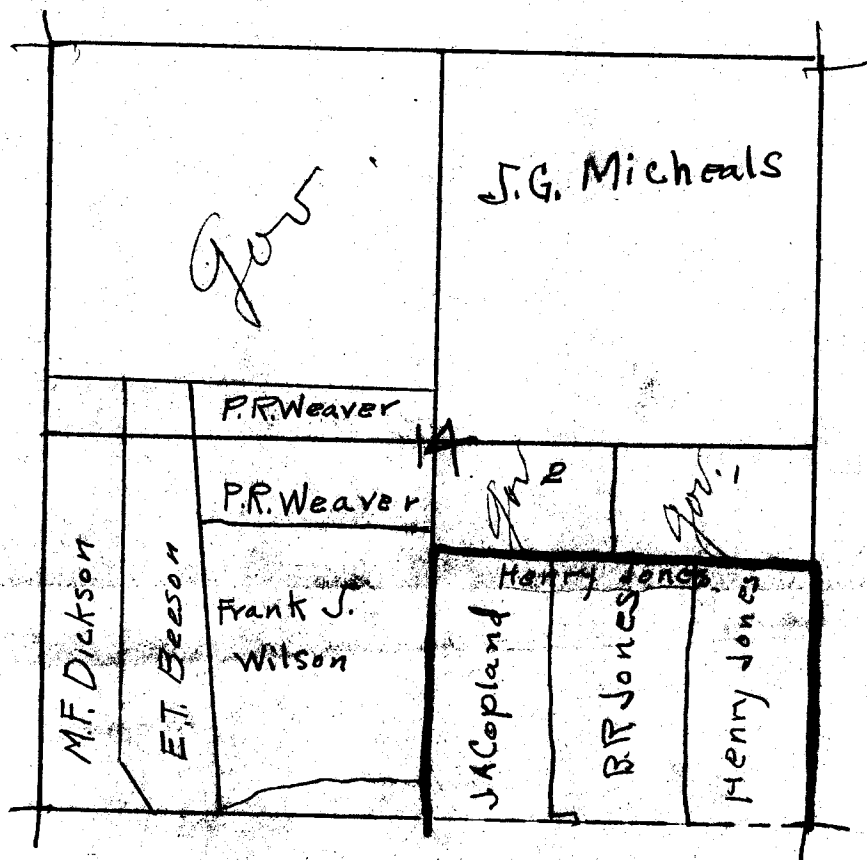 J.G. Micheals
Gov.
P.R. Weaver
14
P.R. Weaver
Gov 2
Gov. 1
Henry Jones.
M.F. Dickson
E.T. Beeson
Frank J.
Wilson
J.A Copland
B.R. Jones
Henry Jones